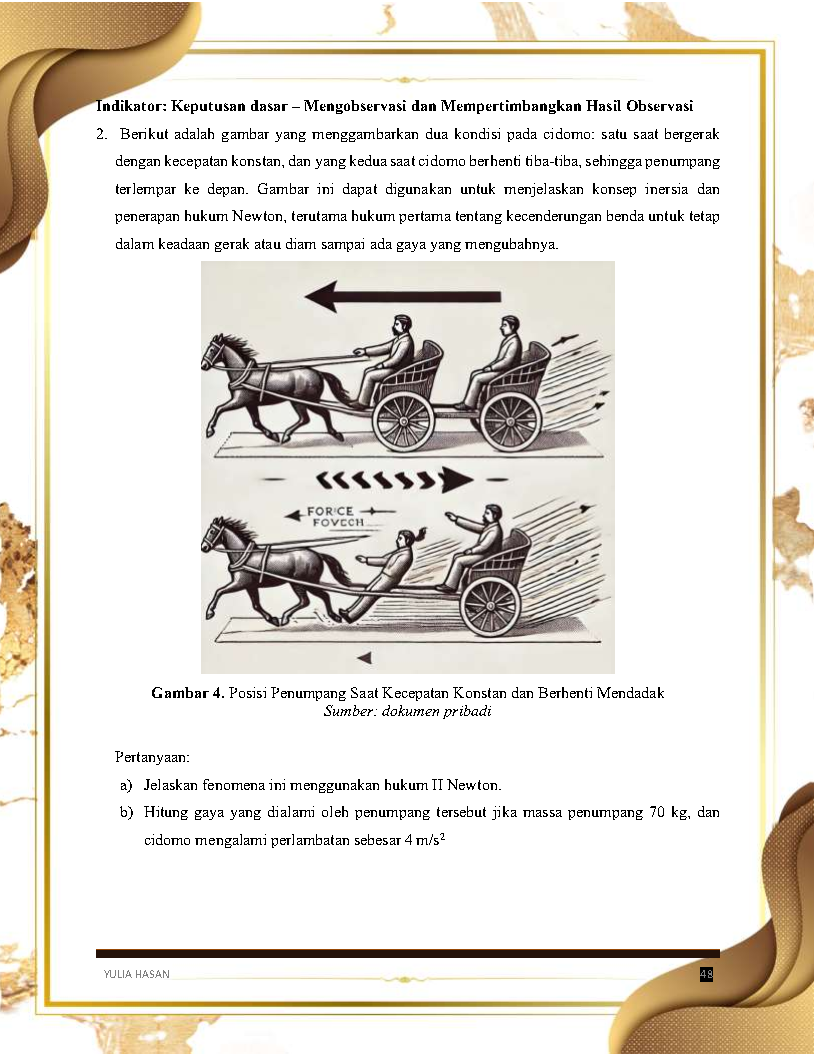 Indikator: Keputusan dasar – Mengobservasi dan Mempertimbangkan Hasil Observasi
2. Berikut adalah gambar yang menggambarkan dua kondisi pada cidomo: satu saat bergerak
dengan kecepatan konstan, dan yang kedua saat cidomo berhenti tiba-tiba, sehingga penumpang
terlempar ke depan. Gambar ini dapat digunakan untuk menjelaskan konsep inersia dan
penerapan hukum Newton, terutama hukum pertama tentang kecenderungan benda untuk tetap
dalam keadaan gerak atau diam sampai ada gaya yang mengubahnya.
FORCE
FOVECH
Gambar 4. Posisi Penumpang Saat Kecepatan Konstan dan Berhenti Mendadak
Sumber: dokumen pribadi
Pertanyaan:
a) Jelaskan fenomena ini menggunakan hukum II Newton.
b) Hitung gaya yang dialami oleh penumpang tersebut jika massa penumpang 70 kg, dan
cidomo mengalami perlambatan sebesar 4 m/s²
YULIA HASAN
48